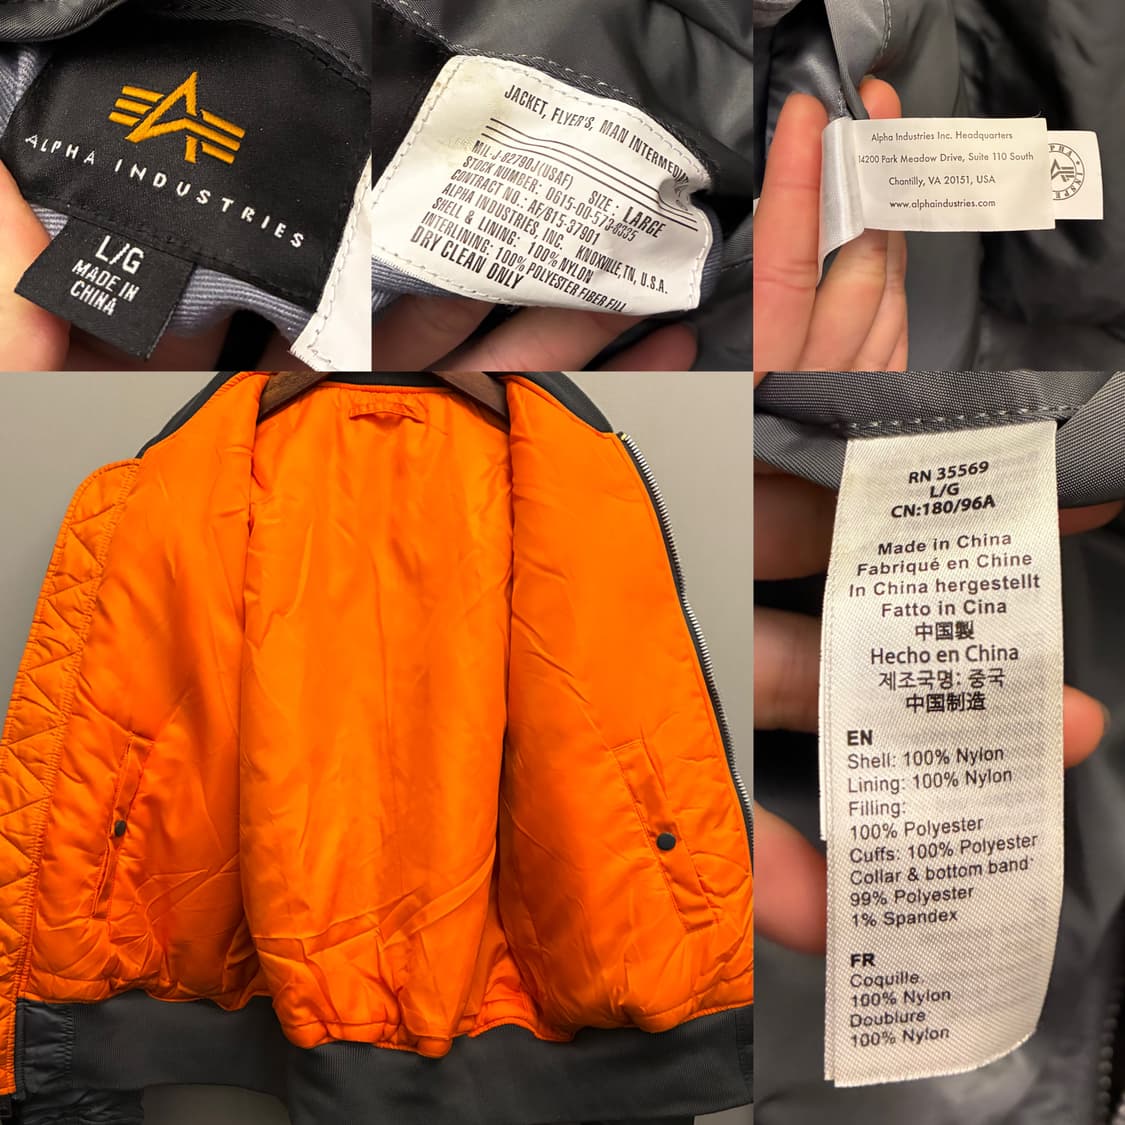 ALPHA INDUSTRIES
L/G
MADE IN
CHINA
JACKET, FLYER'S, MAN INTERMEDIATE
MIL-J-82790J(USAF) SIZE: LARGE
STOCK NUMBER: 0615-00-573-8335
CONTRACT NO.: AF/815-37901
ALPHA INDUSTRIES, INC. KNOXVILLE, TN, U.S.A.
SHELL & LINING: 100% NYLON
INTERLINING: 100% POLYESTER FIBER FILL
DRY CLEAN ONLY
Alpha Industries Inc. Headquarters
14200 Park Meadow Drive, Suite 110 South
Chantilly, VA 20151, USA
www.alphaindustries.com
RN 35569
L/G
CN:180/96A
Made in China
Fabriqué en Chine
In China hergestellt
Fatto in Cina
中国製
Hecho en China
제조국명: 중국
中国制造
EN
Shell: 100% Nylon
Lining: 100% Nylon
Filling:
100% Polyester
Cuffs: 100% Polyester
Collar & bottom band
99% Polyester
1% Spandex
FR
Coquille
100% Nylon
Doublure
100% Nylon